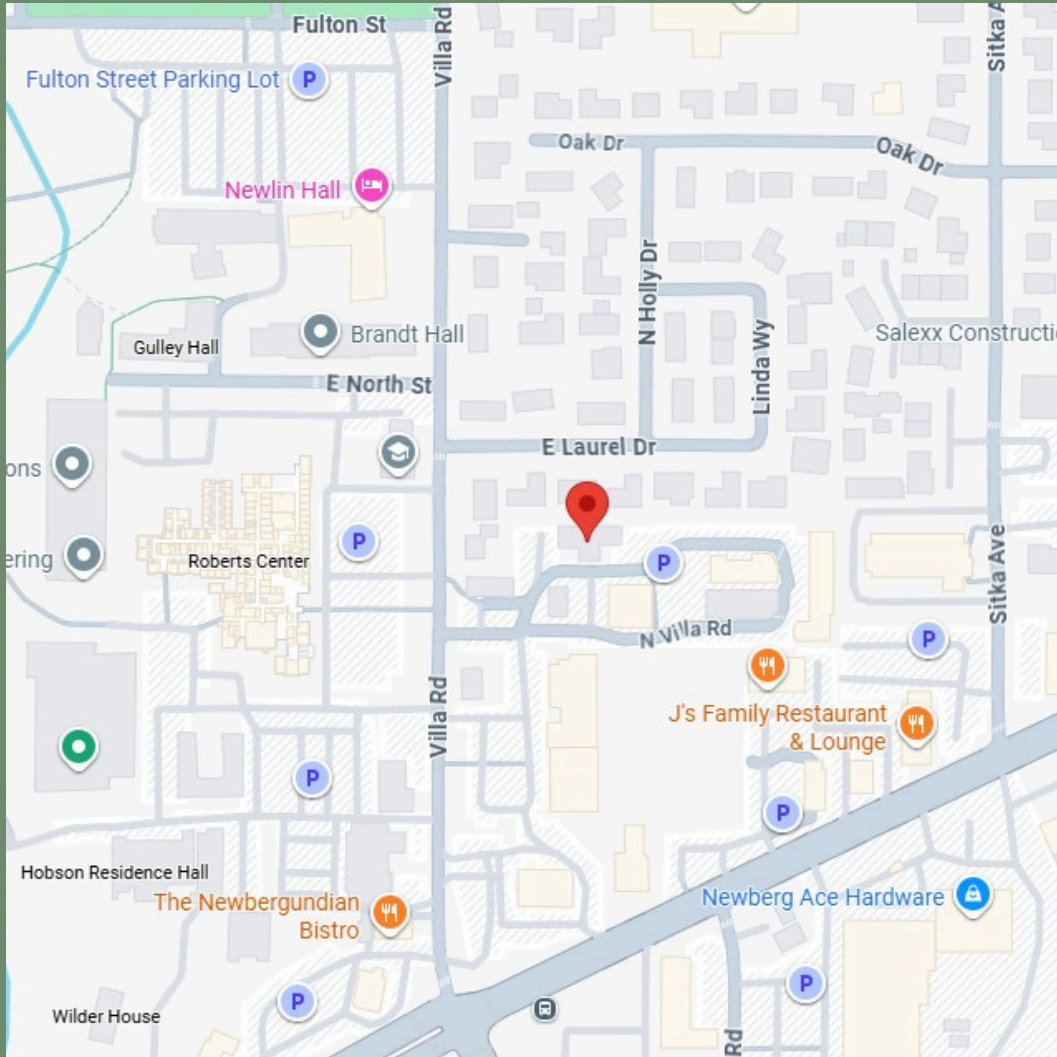 Fulton St
Villa Rd
Sitka A
Fulton Street Parking Lot
P
Oak Dr
Oak Dr
Newlin Hall
N Holly Dr
Brandt Hall
Gulley Hall
Salexx Constructi
Linda Wy
E North St
E Laurel Dr
ons
P
ering
Roberts Center
P
Sitka Ave
N Villa Rd
P
Villa Rd
J's Family Restaurant
& Lounge
P
P
Hobson Residence Hall
The Newbergundian
Bistro
Newberg Ace Hardware
P
P
Wilder House
Rd